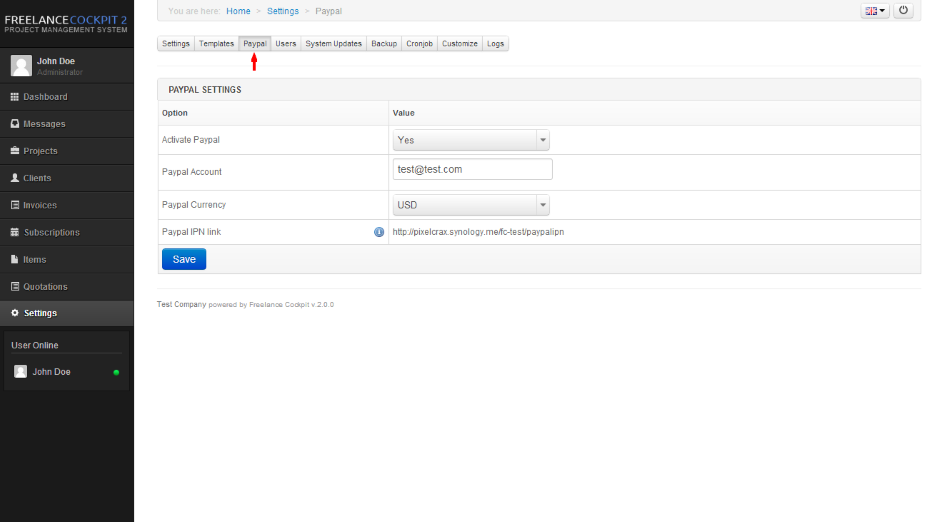 FREELANCECOCKPIT 2
PROJECT MANAGEMENT SYSTEM
John Doe
Administrator
Dashboard
Messages
Projects
Clients
Invoices
Subscriptions
Items
Quotations
Settings
User Online
John Doe
You are here: Home > Settings > Paypal
Settings Templates Paypal Users System Updates Backup Cronjob Customize Logs
PAYPAL SETTINGS
Option Value
Activate Paypal Yes
Paypal Account test@test.com
Paypal Currency USD
Paypal IPN link http://pixelcrax.synology.me/fc-test/paypalipn
Save
Test Company powered by Freelance Cockpit v.2.0.0